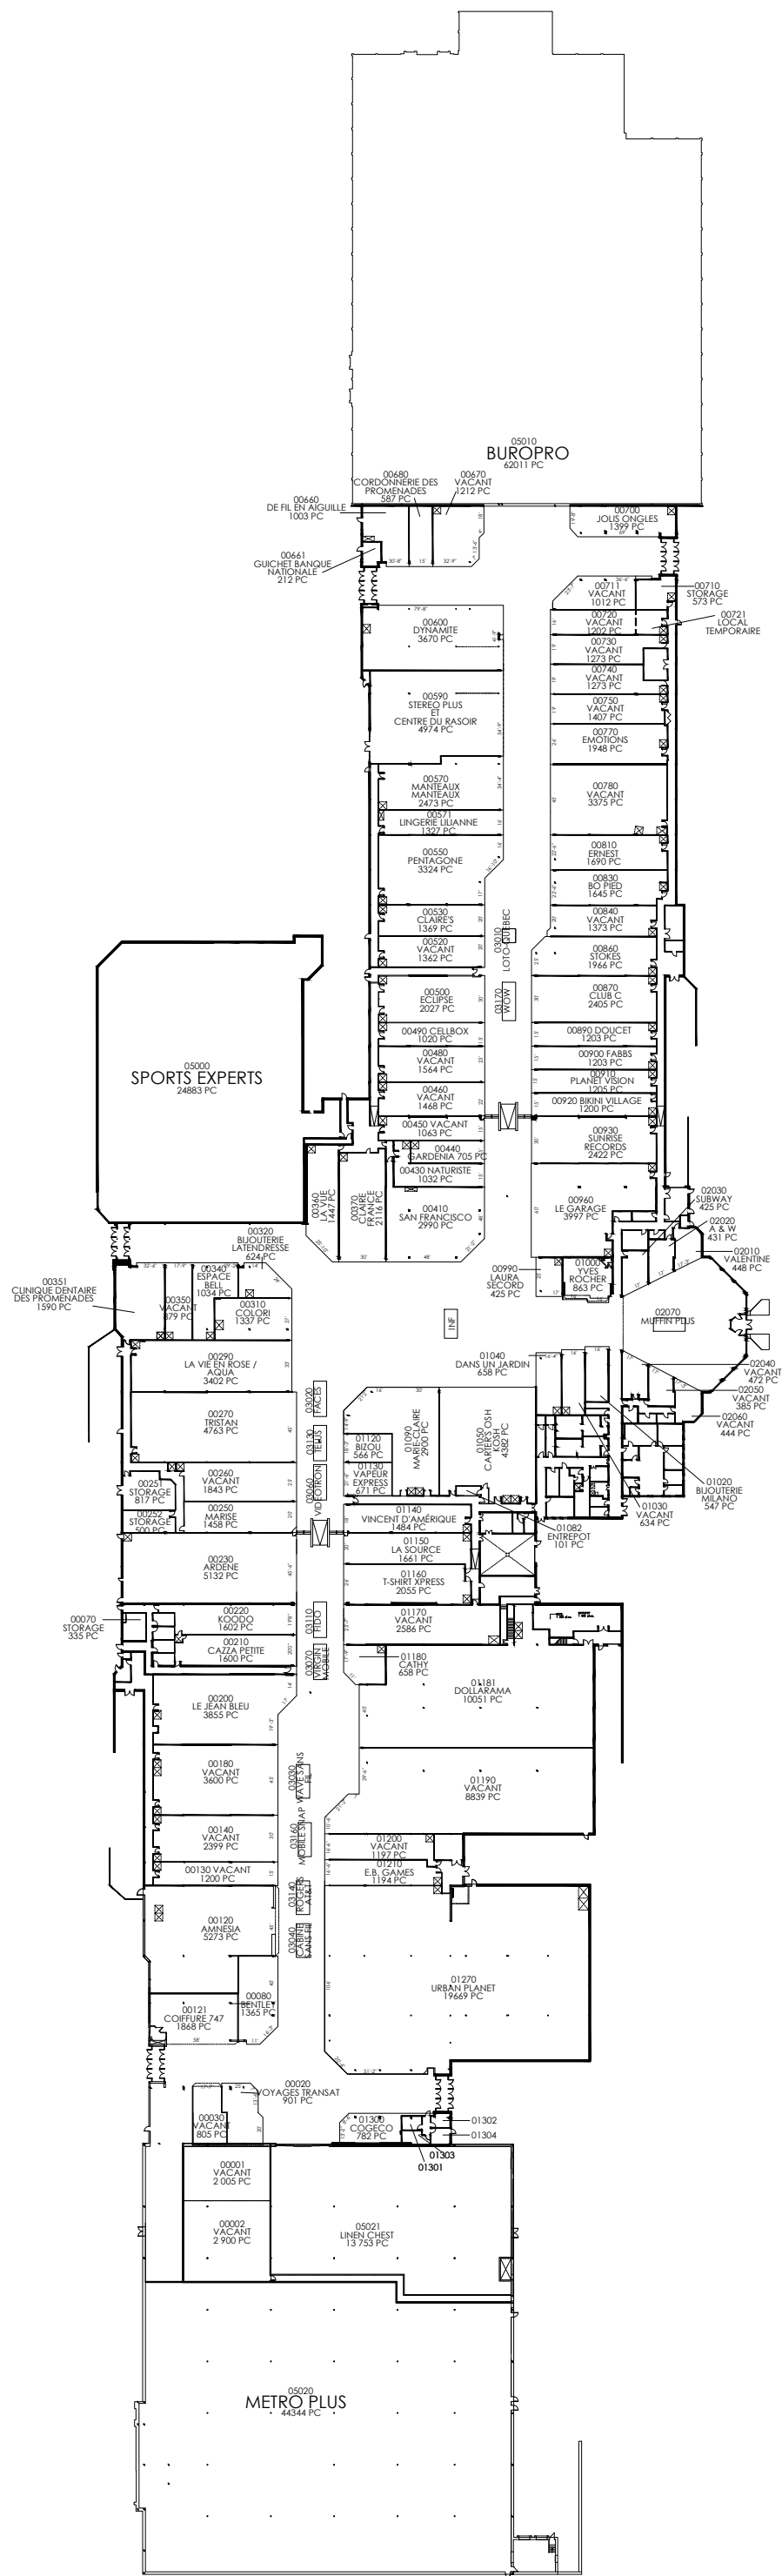 05010
BUROPRO
62011 PC
00680
CORDONNERIE DES
PROMENADES
587 PC
00670
VACANT
1212 PC
00660
DE FIL EN AIGUILLE
1003 PC
00661
GUICHET BANQUE
NATIONALE
212 PC
00700
JOLIS ONGLES
1399 PC
00711
VACANT
1012 PC
00710
STORAGE
573 PC
00720
VACANT
1202 PC
00721
LOCAL
TEMPORAIRE
00600
DYNAMITE
3670 PC
00730
VACANT
1273 PC
00740
VACANT
1273 PC
00590
STEREO PLUS
ET
CENTRE DU RASOIR
4974 PC
00750
VACANT
1407 PC
00770
EMOTIONS
1948 PC
00570
MANTEAUX
MANTEAUX
2473 PC
00780
VACANT
3375 PC
00571
LINGERIE LILIANNE
1327 PC
00550
PENTAGONE
3324 PC
00810
ERNEST
1690 PC
00830
BO PIED
1645 PC
00530
CLAIRE'S
1369 PC
00840
VACANT
1373 PC
00520
VACANT
1362 PC
03010
LOTO-QUEBEC
00860
STOKES
1966 PC
00500
ECLIPSE
2027 PC
03170
WOW
00870
CLUB C
2405 PC
00490 CELLBOX
1020 PC
00890 DOUCET
1203 PC
00480
VACANT
1564 PC
00900 FABBS
1203 PC
00460
VACANT
1468 PC
00910
PLANET VISION
1205 PC
00920 BIKINI VILLAGE
1200 PC
00450 VACANT
1063 PC
00930
SUNRISE
RECORDS
2422 PC
00440
GARDENIA 705 PC
00430 NATURISTE
1032 PC
05000
SPORTS EXPERTS
24883 PC
00360
LA VIE
1447 PC
00370
CLAIRE
FRANCE
2116 PC
00410
SAN FRANCISCO
2990 PC
00960
LE GARAGE
3997 PC
02030
SUBWAY
425 PC
02020
A & W
431 PC
02010
VALENTINE
448 PC
00320
BIJOUTERIE
LATENDRESSE
624 PC
00340
ESPACE
BELL
1034 PC
00351
CLINIQUE DENTAIRE
DES PROMENADES
1590 PC
00350
VACANT
879 PC
00310
COLORI
1337 PC
00990
LAURA
SECORD
425 PC
01000
YVES
ROCHER
863 PC
INF
02070
MUFFIN PLUS
00290
LA VIE EN ROSE /
AQUA
3402 PC
01040
DANS UN JARDIN
658 PC
02040
VACANT
472 PC
02050
VACANT
385 PC
02060
VACANT
444 PC
00270
TRISTAN
4763 PC
03020
FACES
03130
TELUS
01090
MARIE-CLAIRE
2900 PC
01050
CARTER'S OSH
KOSH
4382 PC
01120
BIZOU
566 PC
01130
VAPEUR
EXPRESS
671 PC
00260
VACANT
1843 PC
00251
STORAGE
817 PC
00250
MARISE
1458 PC
00252
STORAGE
500 PC
03060
VIDEOTRON
01020
BIJOUTERIE
MILANO
547 PC
01030
VACANT
634 PC
01082
ENTREPOT
101 PC
01140
VINCENT D'AMÉRIQUE
1484 PC
00230
ARDENE
5132 PC
01150
LA SOURCE
1661 PC
01160
T-SHIRT XPRESS
2055 PC
00070
STORAGE
335 PC
00220
KOODO
1602 PC
03110
FIDO
01170
VACANT
2586 PC
00210
CAZZA PETITE
1600 PC
03070
VIRGIN
MOBILE
01180
CATHY
658 PC
01181
DOLLARAMA
10051 PC
00200
LE JEAN BLEU
3855 PC
00180
VACANT
3600 PC
03030
WAVE SANS
FIL
01190
VACANT
8839 PC
00140
VACANT
2399 PC
03160
MOBILE SNAP
01200
VACANT
1197 PC
00130 VACANT
1200 PC
01210
E.B. GAMES
1194 PC
03140
ROGERS
AT&T
00120
AMNESIA
5273 PC
03040
CABINE
SANS FIL
01270
URBAN PLANET
19669 PC
00080
BENTLEY
1365 PC
00121
COIFFURE 747
1868 PC
00020
VOYAGES TRANSAT
901 PC
00030
VACANT
805 PC
01300
COGECO
782 PC
01302
01304
01303
01301
00001
VACANT
2 005 PC
00002
VACANT
2 900 PC
05021
LINEN CHEST
13 753 PC
05020
METRO PLUS
44344 PC